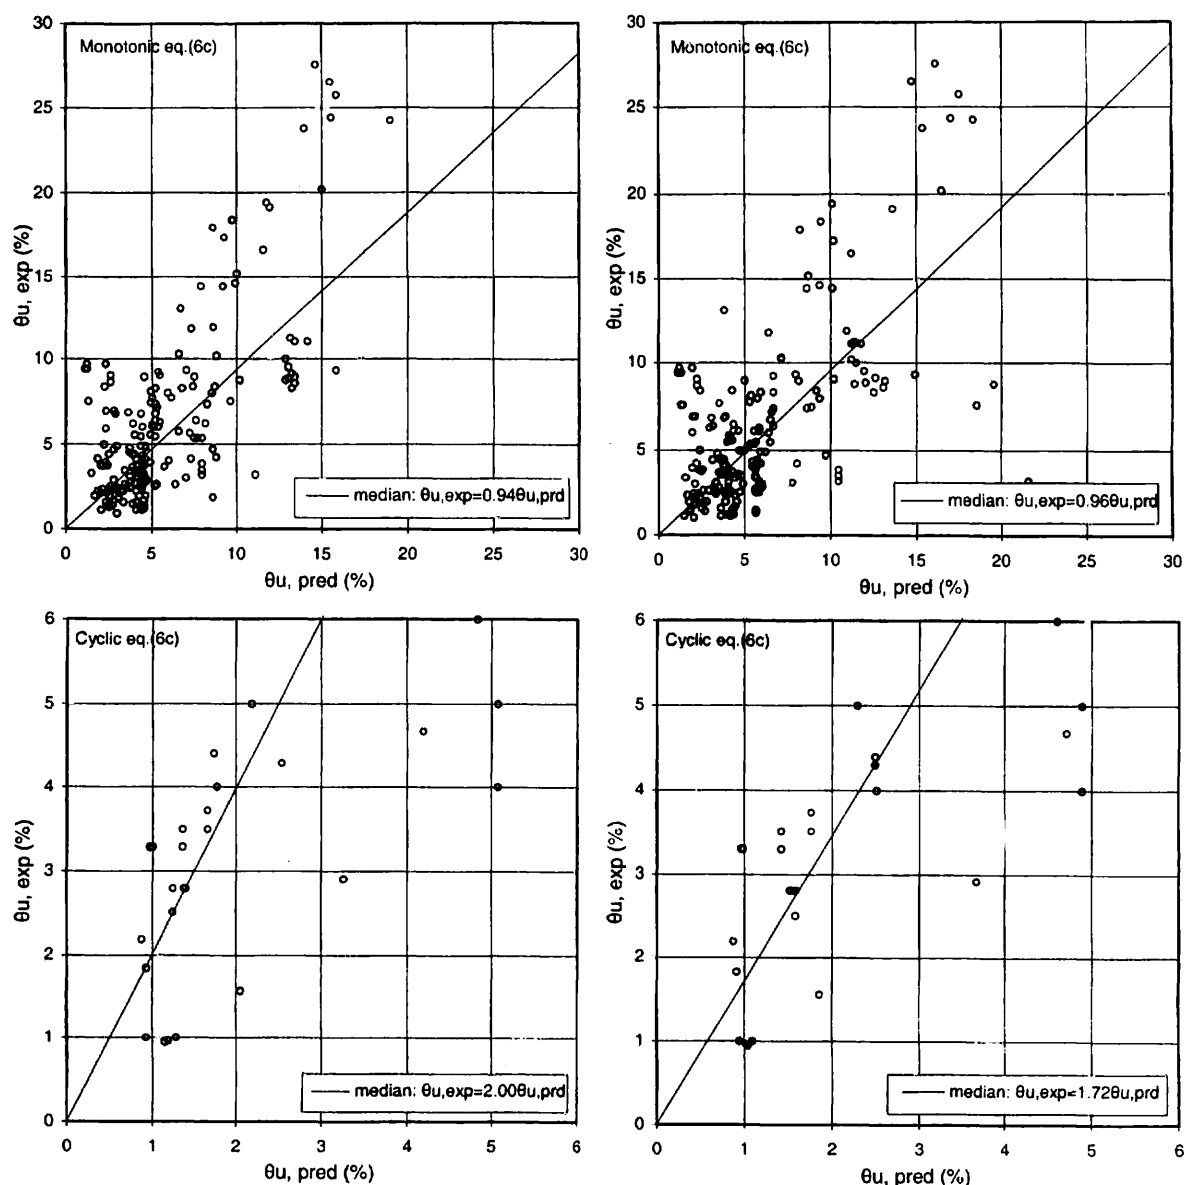 Monotonic eq.(6c)
30
25
20
15
10
5
0
θu, exp (%)
median: θu,exp=0.94θu,prd
0 5 10 15 20 25 30
θu, pred (%)
Monotonic eq.(6c)
30
25
20
15
10
5
0
θu, exp (%)
median: θu,exp=0.96θu,prd
0 5 10 15 20 25 30
θu, pred (%)
Cyclic eq.(6c)
6
5
4
3
2
1
0
θu, exp (%)
median: θu,exp=2.00θu,prd
0 1 2 3 4 5 6
θu, pred (%)
Cyclic eq.(6c)
6
5
4
3
2
1
0
θu, exp (%)
median: θu,exp=1.72θu,prd
0 1 2 3 4 5 6
θu, pred (%)